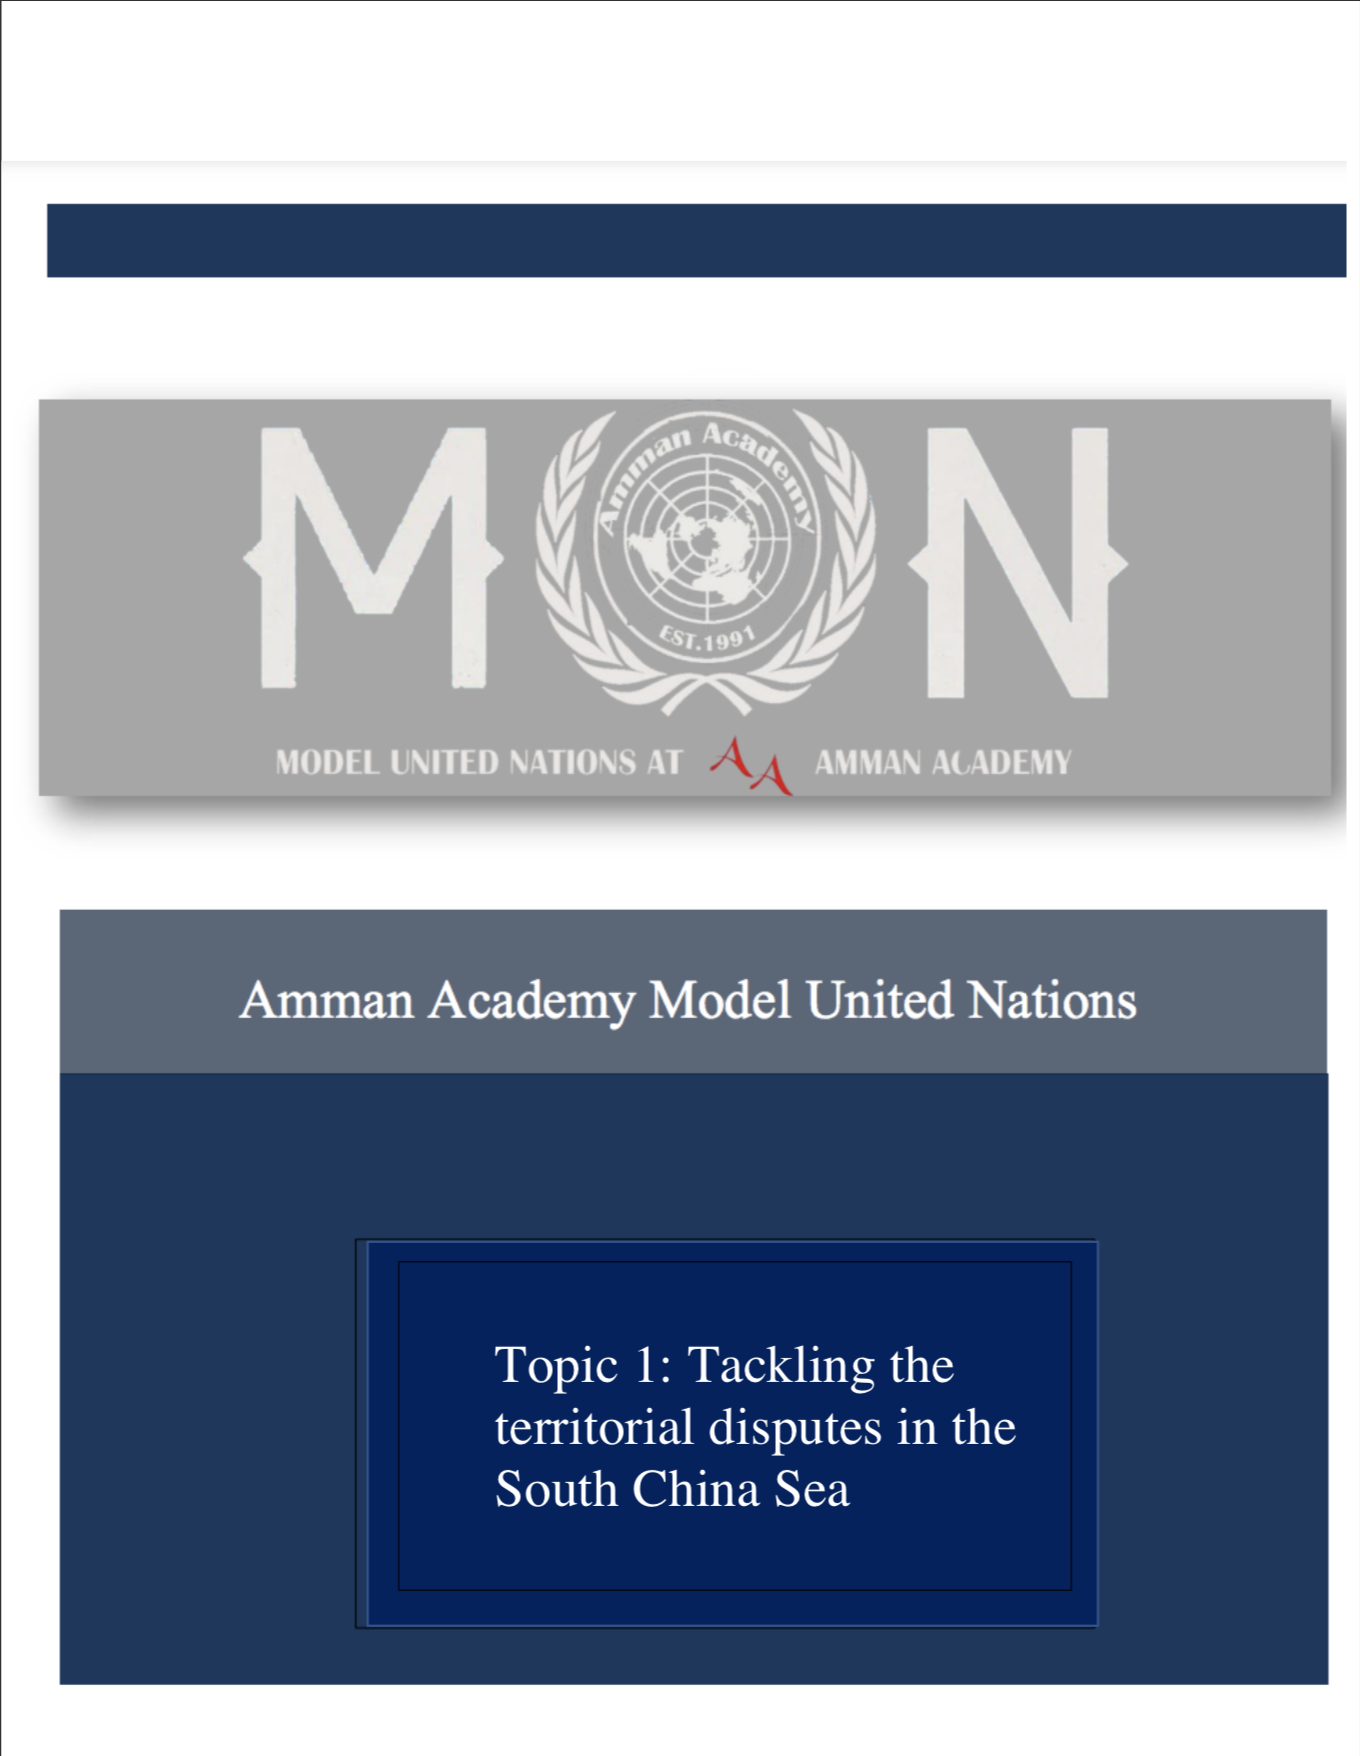 M N
Amman Academy
EST.1991
MODEL UNITED NATIONS AT AA AMMAN ACADEMY
Amman Academy Model United Nations
Topic 1: Tackling the
territorial disputes in the
South China Sea